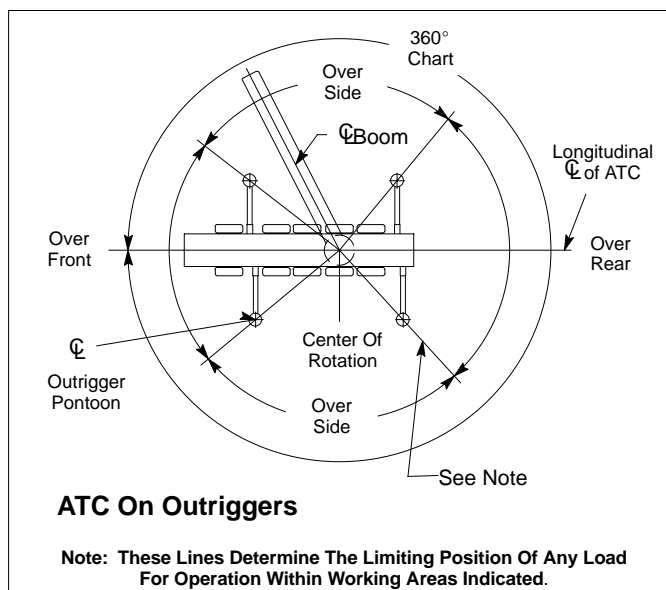 360°
Chart
Over
Side
℄ Boom
Longitudinal
℄ of ATC
Over
Front
Over
Rear
Center Of
Rotation
℄
Outrigger
Pontoon
Over
Side
See Note
ATC On Outriggers
Note: These Lines Determine The Limiting Position Of Any Load
For Operation Within Working Areas Indicated.